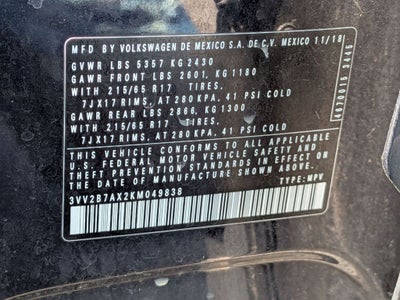 MFD BY VOLKSWAGEN DE MEXICO S.A. DE C.V. MEXICO 11/18
GVWR LBS 5357 KG 2430
GAWR FRONT LBS 2601, KG 1180
WITH 215/65 R17 TIRES,
7JX17 RIMS, AT 280 KPA, 41 PSI COLD
GAWR REAR LBS 2866, KG 1300
WITH 215/65 R17 TIRES,
7JX17 RIMS, AT 280KPA, 41 PSI COLD
THIS VEHICLE CONFORMS TO ALL APPLICABLE
U.S. FEDERAL MOTOR VEHICLE SAFETY AND
THEFT PREVENTION STANDARDS IN EFFECT ON
THE DATE OF MANUFACTURE SHOWN ABOVE.
3VV2B7AX2KM049838
TYPE: MPV